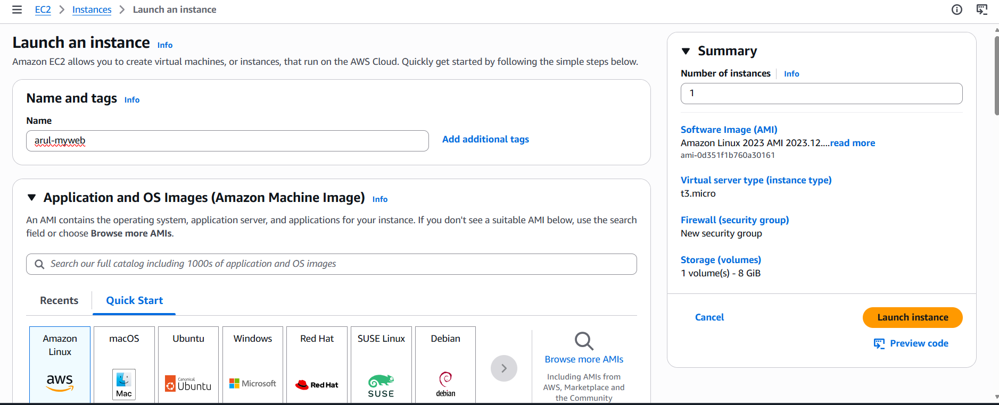 EC2 > Instances > Launch an instance
Launch an instance Info
Amazon EC2 allows you to create virtual machines, or instances, that run on the AWS Cloud. Quickly get started by following the simple steps below.
Name and tags Info
Name
arul-myweb
Add additional tags
Application and OS Images (Amazon Machine Image) Info
An AMI contains the operating system, application server, and applications for your instance. If you don't see a suitable AMI below, use the search
field or choose Browse more AMIs.
Search our full catalog including 1000s of application and OS images
Recents
Quick Start
Amazon
Linux
aws
macOS
Mac
Ubuntu
Canonical
Ubuntu
Windows
Microsoft
Red Hat
Red Hat
SUSE Linux
SUSE
Debian
debian
Browse more AMIs
Including AMIs from
AWS, Marketplace and
the Community
Summary
Number of instances Info
1
Software Image (AMI)
Amazon Linux 2023 AMI 2023.12....read more
ami-0d351f1b760a30161
Virtual server type (instance type)
t3.micro
Firewall (security group)
New security group
Storage (volumes)
1 volume(s) - 8 GiB
Cancel
Launch instance
Preview code